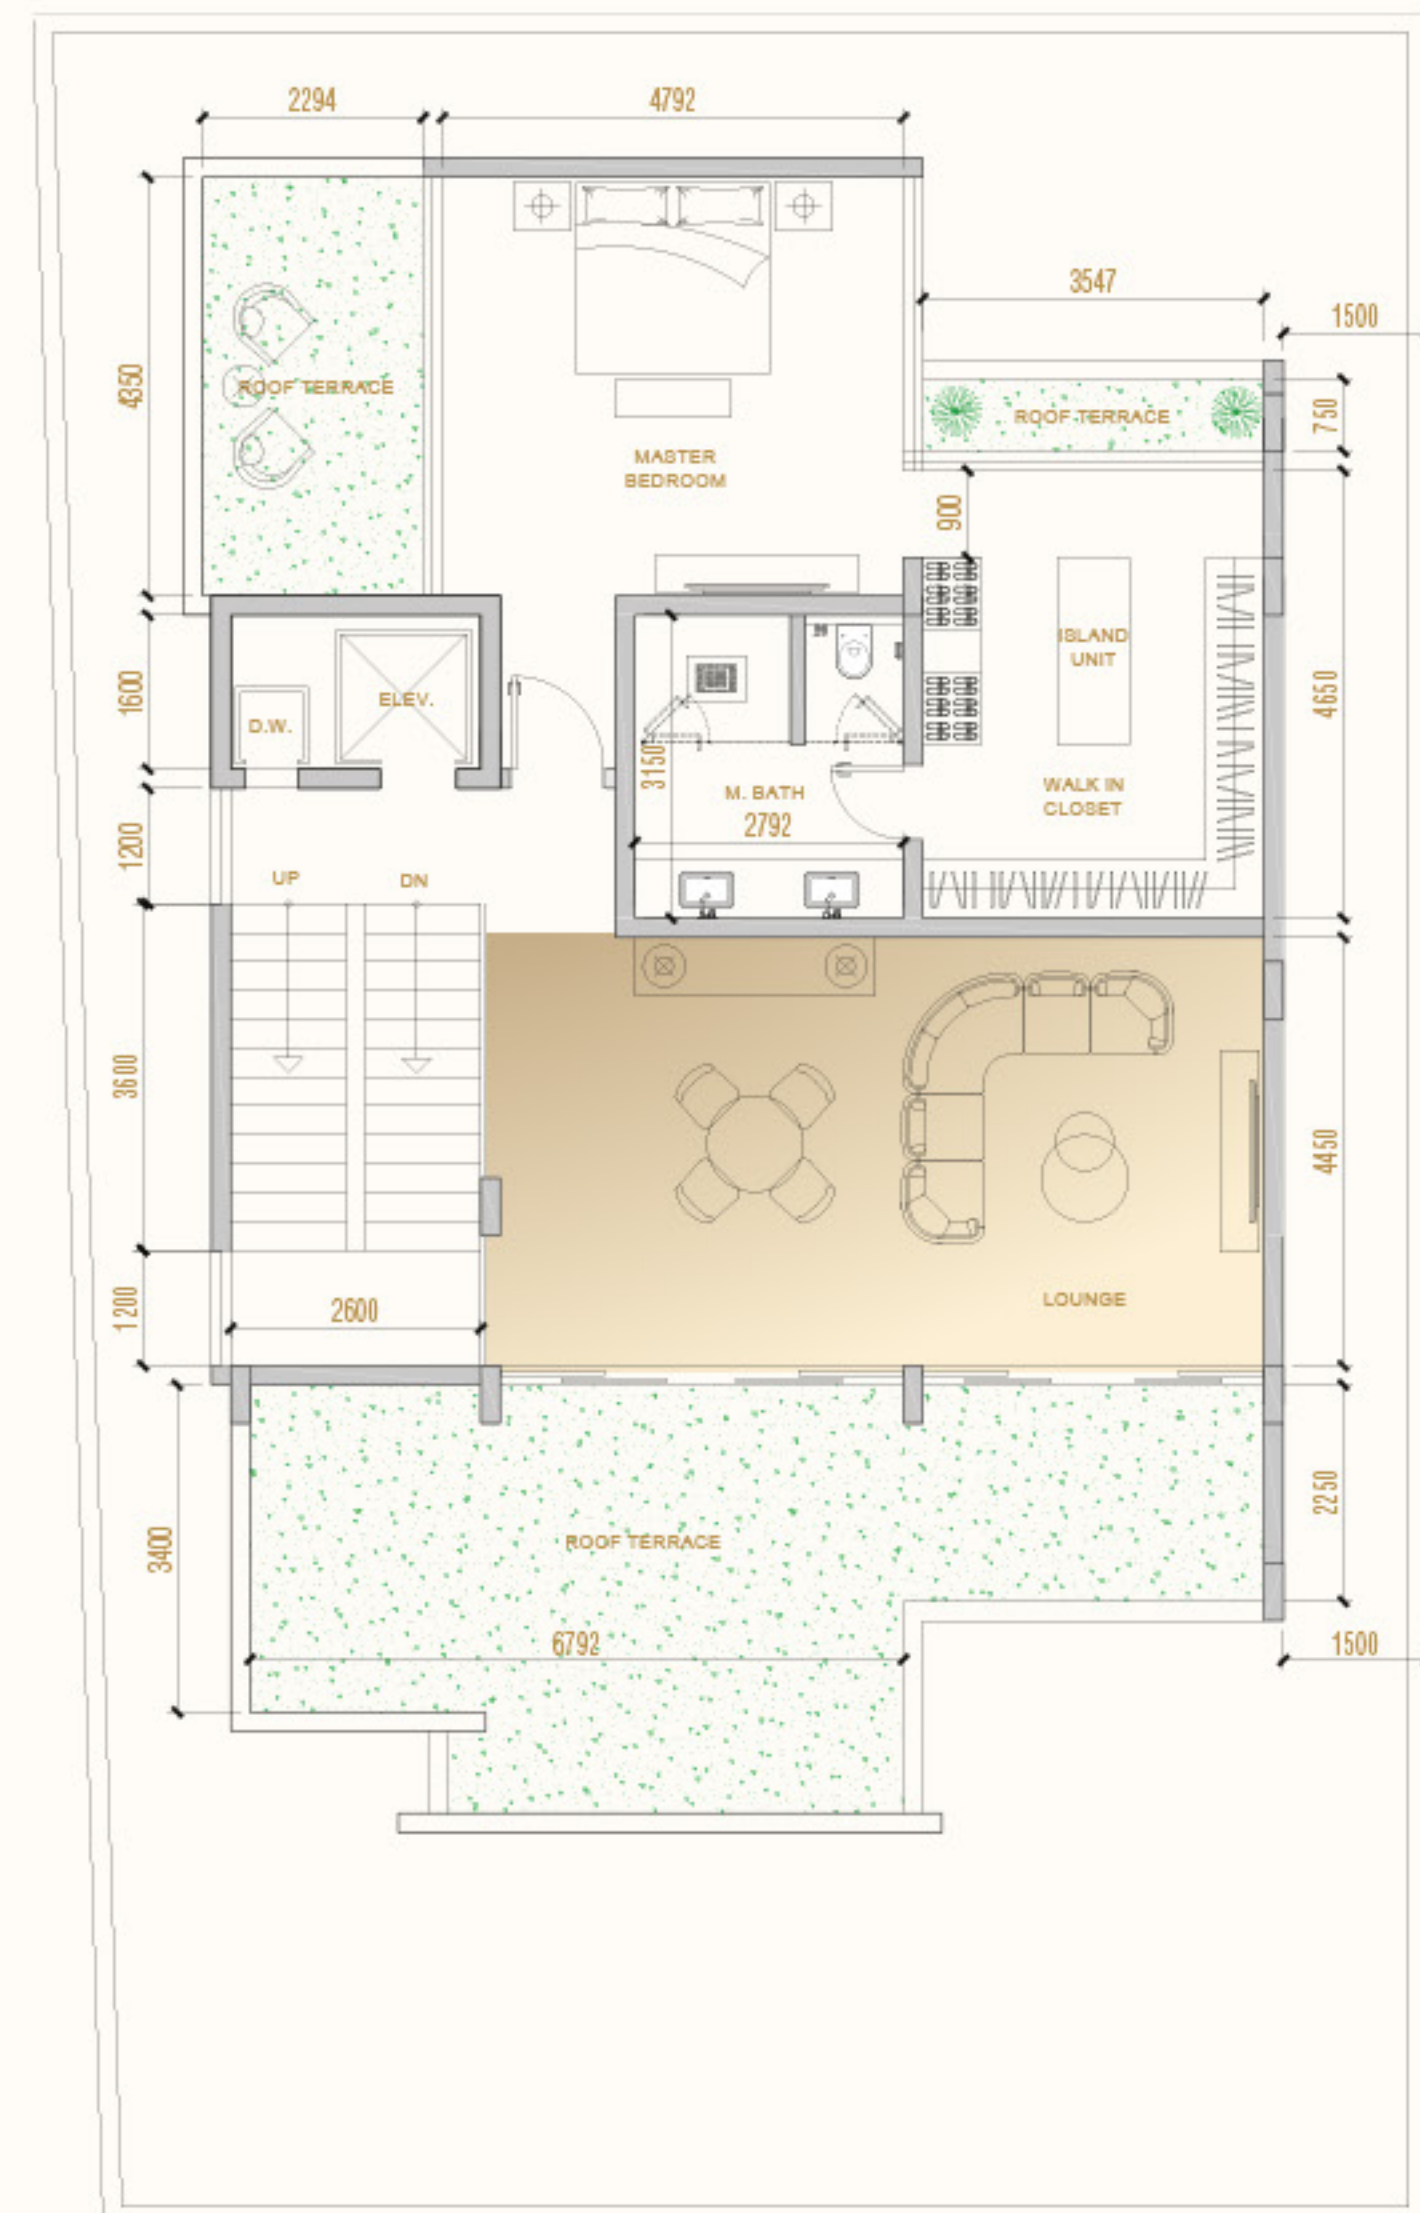 2294
4792
3547
1500
4350
ROOF TERRACE
ROOF TERRACE
750
MASTER
BEDROOM
900
ISLAND
UNIT
1600
ELEV.
D.W.
4650
3150
M. BATH
2792
WALK IN
CLOSET
1200
UP
DN
3600
4450
1200
2600
LOUNGE
2250
3400
ROOF TERRACE
6792
1500